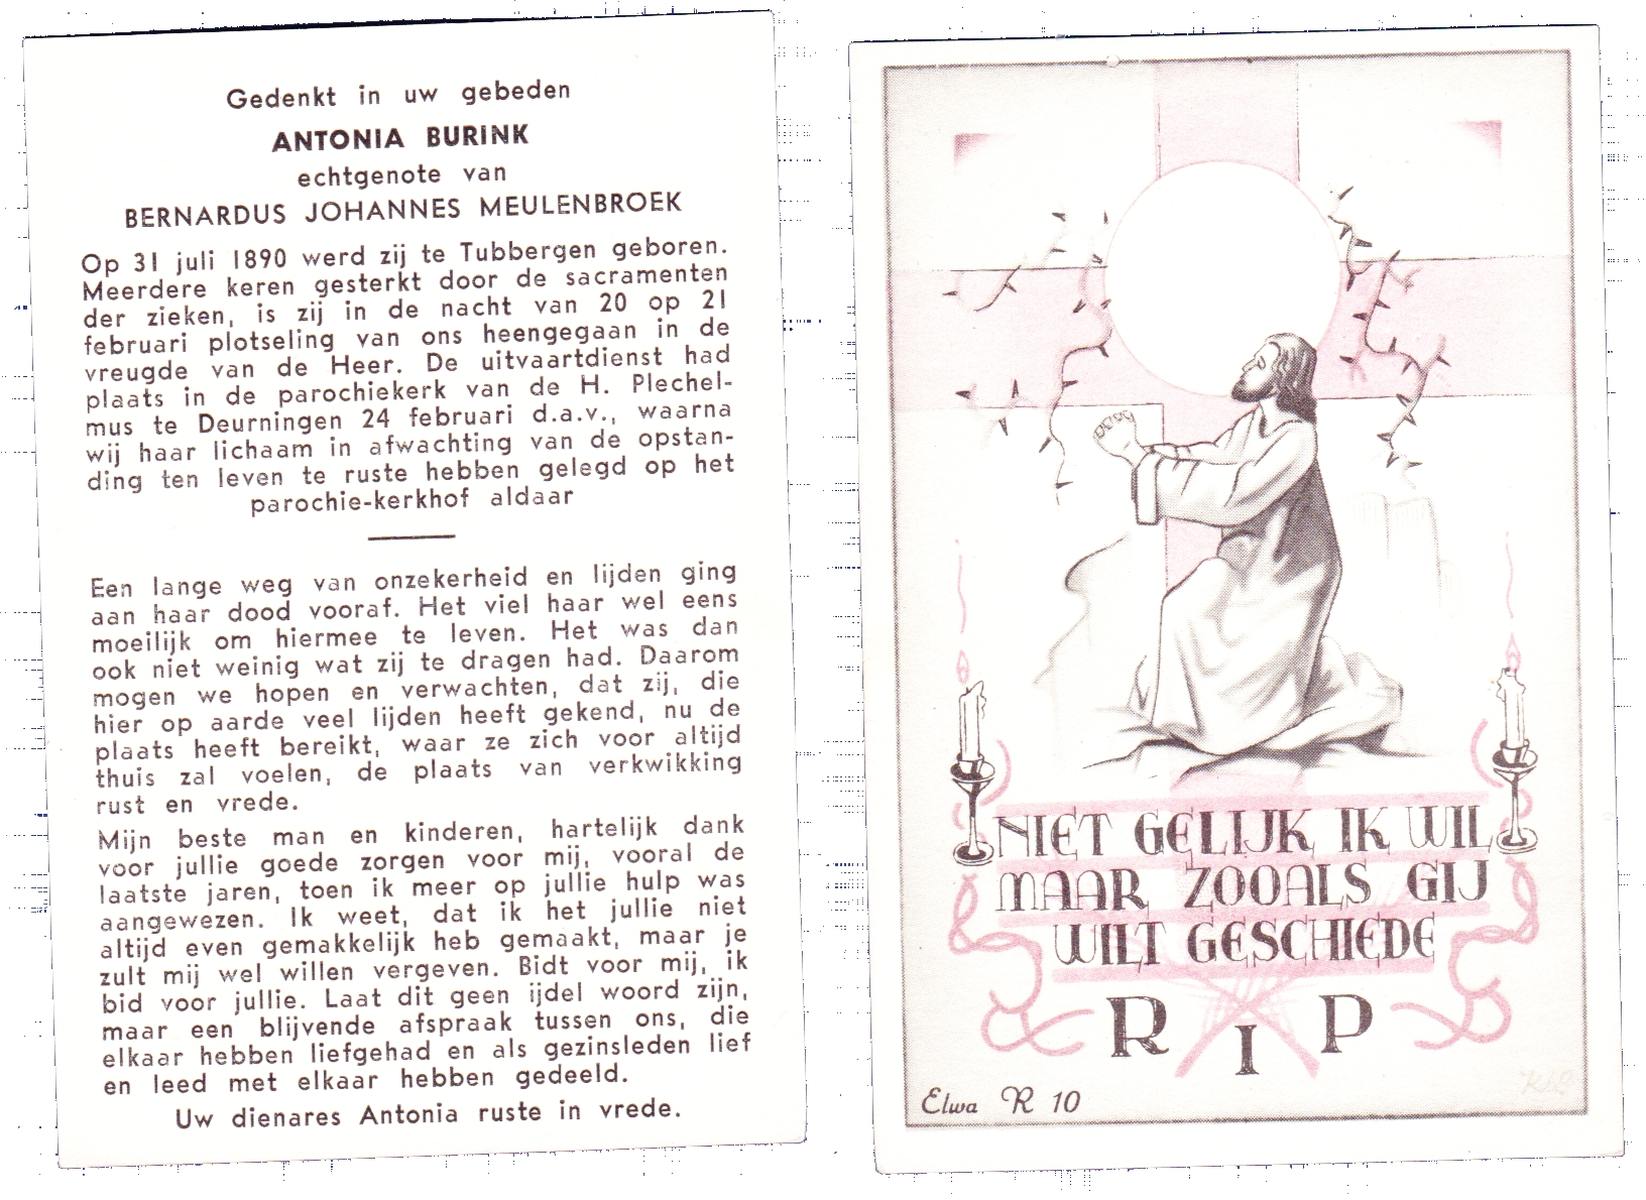 Gedenkt in uw gebeden
ANTONIA BURINK
echtgenote van
BERNARDUS JOHANNES MEULENBROEK
Op 31 juli 1890 werd zij te Tubbergen geboren.
Meerdere keren gesterkt door de sacramenten
der zieken, is zij in de nacht van 20 op 21
februari plotseling van ons heengegaan in de
vreugde van de Heer. De uitvaartdienst had
plaats in de parochiekerk van de H. Plechel-
mus te Deurningen 24 februari d.a.v., waarna
wij haar lichaam in afwachting van de opstan-
ding ten leven te ruste hebben gelegd op het
parochie-kerkhof aldaar
Een lange weg van onzekerheid en lijden ging
aan haar dood vooraf. Het viel haar wel eens
moeilijk om hiermee te leven. Het was dan
ook niet weinig wat zij te dragen had. Daarom
mogen we hopen en verwachten, dat zij, die
hier op aarde veel lijden heeft gekend, nu de
plaats heeft bereikt, waar ze zich voor altijd
thuis zal voelen, de plaats van verkwikking
rust en vrede.
Mijn beste man en kinderen, hartelijk dank
voor jullie goede zorgen voor mij, vooral de
laatste jaren, toen ik meer op jullie hulp was
aangewezen. Ik weet, dat ik het jullie niet
altijd even gemakkelijk heb gemaakt, maar je
zult mij wel willen vergeven. Bidt voor mij, ik
bid voor jullie. Laat dit geen ijdel woord zijn,
maar een blijvende afspraak tussen ons, die
elkaar hebben liefgehad en als gezinsleden lief
en leed met elkaar hebben gedeeld.
Uw dienares Antonia ruste in vrede.
NIET GELIJK IK WIL
MAAR ZOOALS GIJ
WILT GESCHIEDE
R I P
Elwa R 10